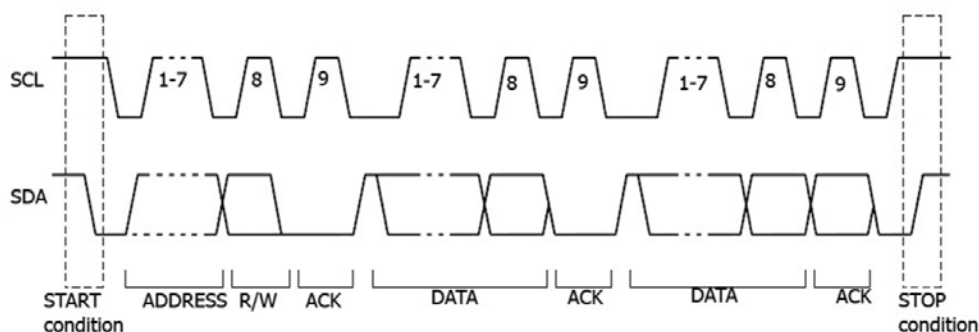 SCL
1-7 8 9 1-7 8 9 1-7 8 9
SDA
START condition
ADDRESS R/W ACK DATA ACK DATA ACK
STOP condition